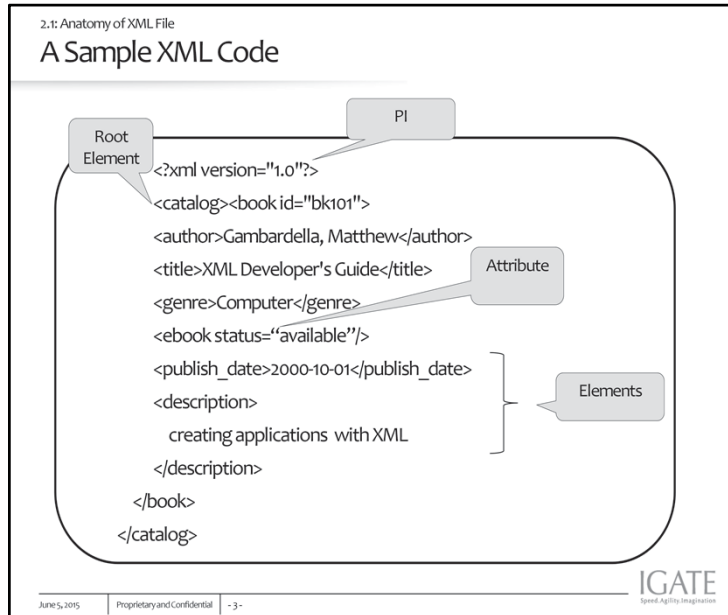 2.1: Anatomy of XML File
A Sample XML Code
PI
Root
Element
<?xml version="1.0"?>
<catalog><book id="bk101">
<author>Gambardella, Matthew</author>
<title>XML Developer's Guide</title>
Attribute
<genre>Computer</genre>
<ebook status=“available”/>
<publish_date>2000-10-01</publish_date>
Elements
<description>
creating applications with XML
</description>
</book>
</catalog>
June 5, 2015 Proprietary and Confidential - 3 -
IGATE
Speed.Agility.Imagination